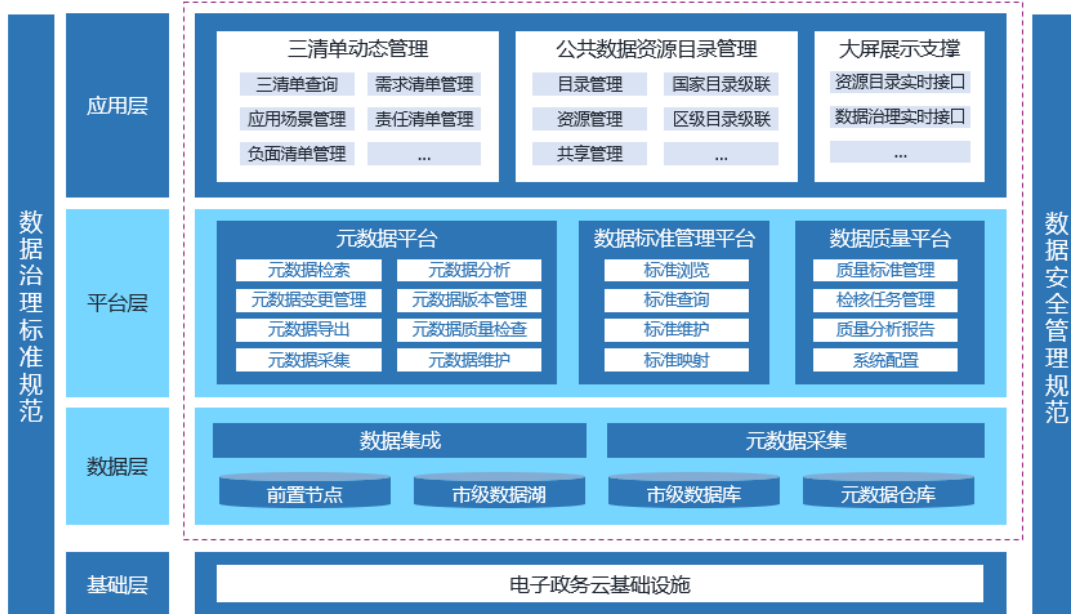 数据治理标准规范
应用层
三清单动态管理
三清单查询
需求清单管理
应用场景管理
责任清单管理
负面清单管理
...
公共数据资源目录管理
目录管理
国家目录级联
资源管理
区级目录级联
共享管理
...
大屏展示支撑
资源目录实时接口
数据治理实时接口
...
平台层
元数据平台
元数据检索
元数据分析
元数据变更管理
元数据版本管理
元数据导出
元数据质量检查
元数据采集
元数据维护
数据标准管理平台
标准浏览
标准查询
标准维护
标准映射
数据质量平台
质量标准管理
检核任务管理
质量分析报告
系统配置
数据层
数据集成
元数据采集
前置节点
市级数据湖
市级数据库
元数据仓库
基础层
电子政务云基础设施
数据安全管理规范